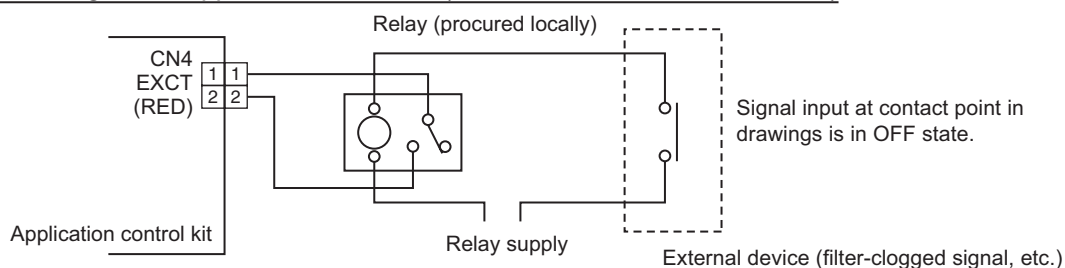 Relay (procured locally)
CN4
EXCT
(RED)
1 1
2 2
Signal input at contact point in
drawings is in OFF state.
Application control kit
Relay supply
External device (filter-clogged signal, etc.)